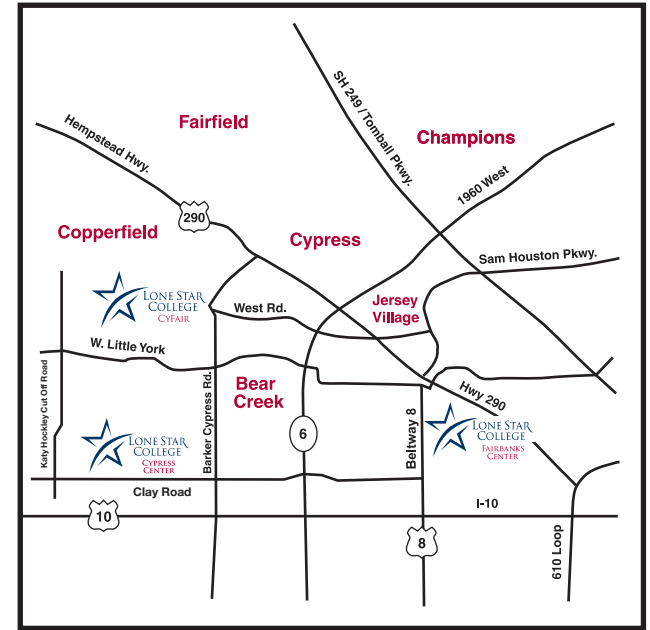 SH 249 / Tomball Pkwy.
Fairfield
Hempstead Hwy.
Champions
1960 West
290
Copperfield
Cypress
Sam Houston Pkwy.
LONE STAR
COLLEGE
CYFAIR
West Rd.
Jersey
Village
W. Little York
Katy Hockley Cut Off Road
Barker Cypress Rd.
Bear
Creek
Hwy 290
LONE STAR
COLLEGE
CYPRESS
CENTER
6
Beltway 8
LONE STAR
COLLEGE
FAIRBANKS
CENTER
Clay Road
I-10
10
8
610 Loop